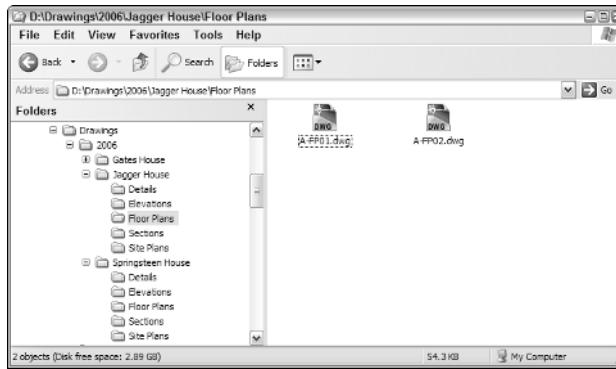 D:\Drawings\2006\Jagger House\Floor Plans
File Edit View Favorites Tools Help
Back Search Folders
Address D:\Drawings\2006\Jagger House\Floor Plans Go
Folders
Drawings
2006
Gates House
Jagger House
Details
Elevations
Floor Plans
Sections
Site Plans
Springsteen House
Details
Elevations
Floor Plans
Sections
Site Plans
DWG DWG
A-FP01.dwg A-FP02.dwg
2 objects (Disk free space: 2.89 GB) 54.3 KB My Computer